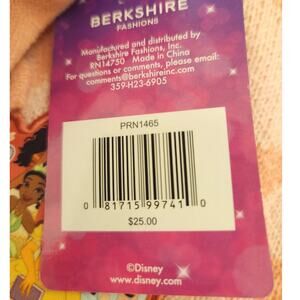 BERKSHIRE
FASHIONS
Manufactured and distributed by
Berkshire Fashions, Inc.
RN14750 Made in China
For questions or comments, please email:
comments@berkshireinc.com
359-H23-6905
PRN1465
0 81715 99741 0
$25.00
©Disney
www.disney.com